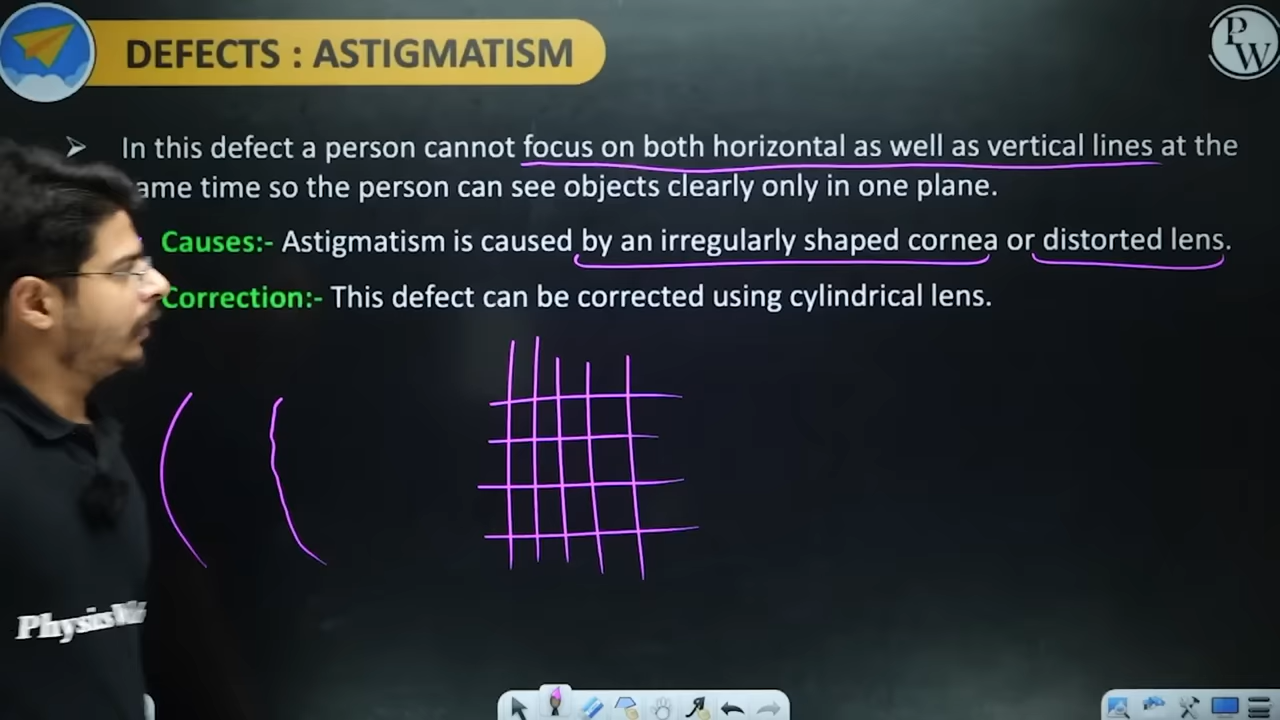 DEFECTS : ASTIGMATISM
PW
In this defect a person cannot focus on both horizontal as well as vertical lines at the
ame time so the person can see objects clearly only in one plane.
Causes:- Astigmatism is caused by an irregularly shaped cornea or distorted lens.
Correction:- This defect can be corrected using cylindrical lens.